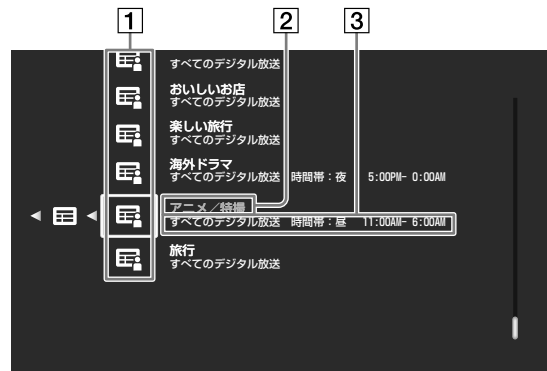 1 2 3
すべてのデジタル放送
おいしいお店
すべてのデジタル放送
楽しい旅行
すべてのデジタル放送
海外ドラマ
すべてのデジタル放送 時間帯：夜 5:00PM- 0:00AM
アニメ／特撮
すべてのデジタル放送 時間帯：昼 11:00AM- 6:00AM
旅行
すべてのデジタル放送